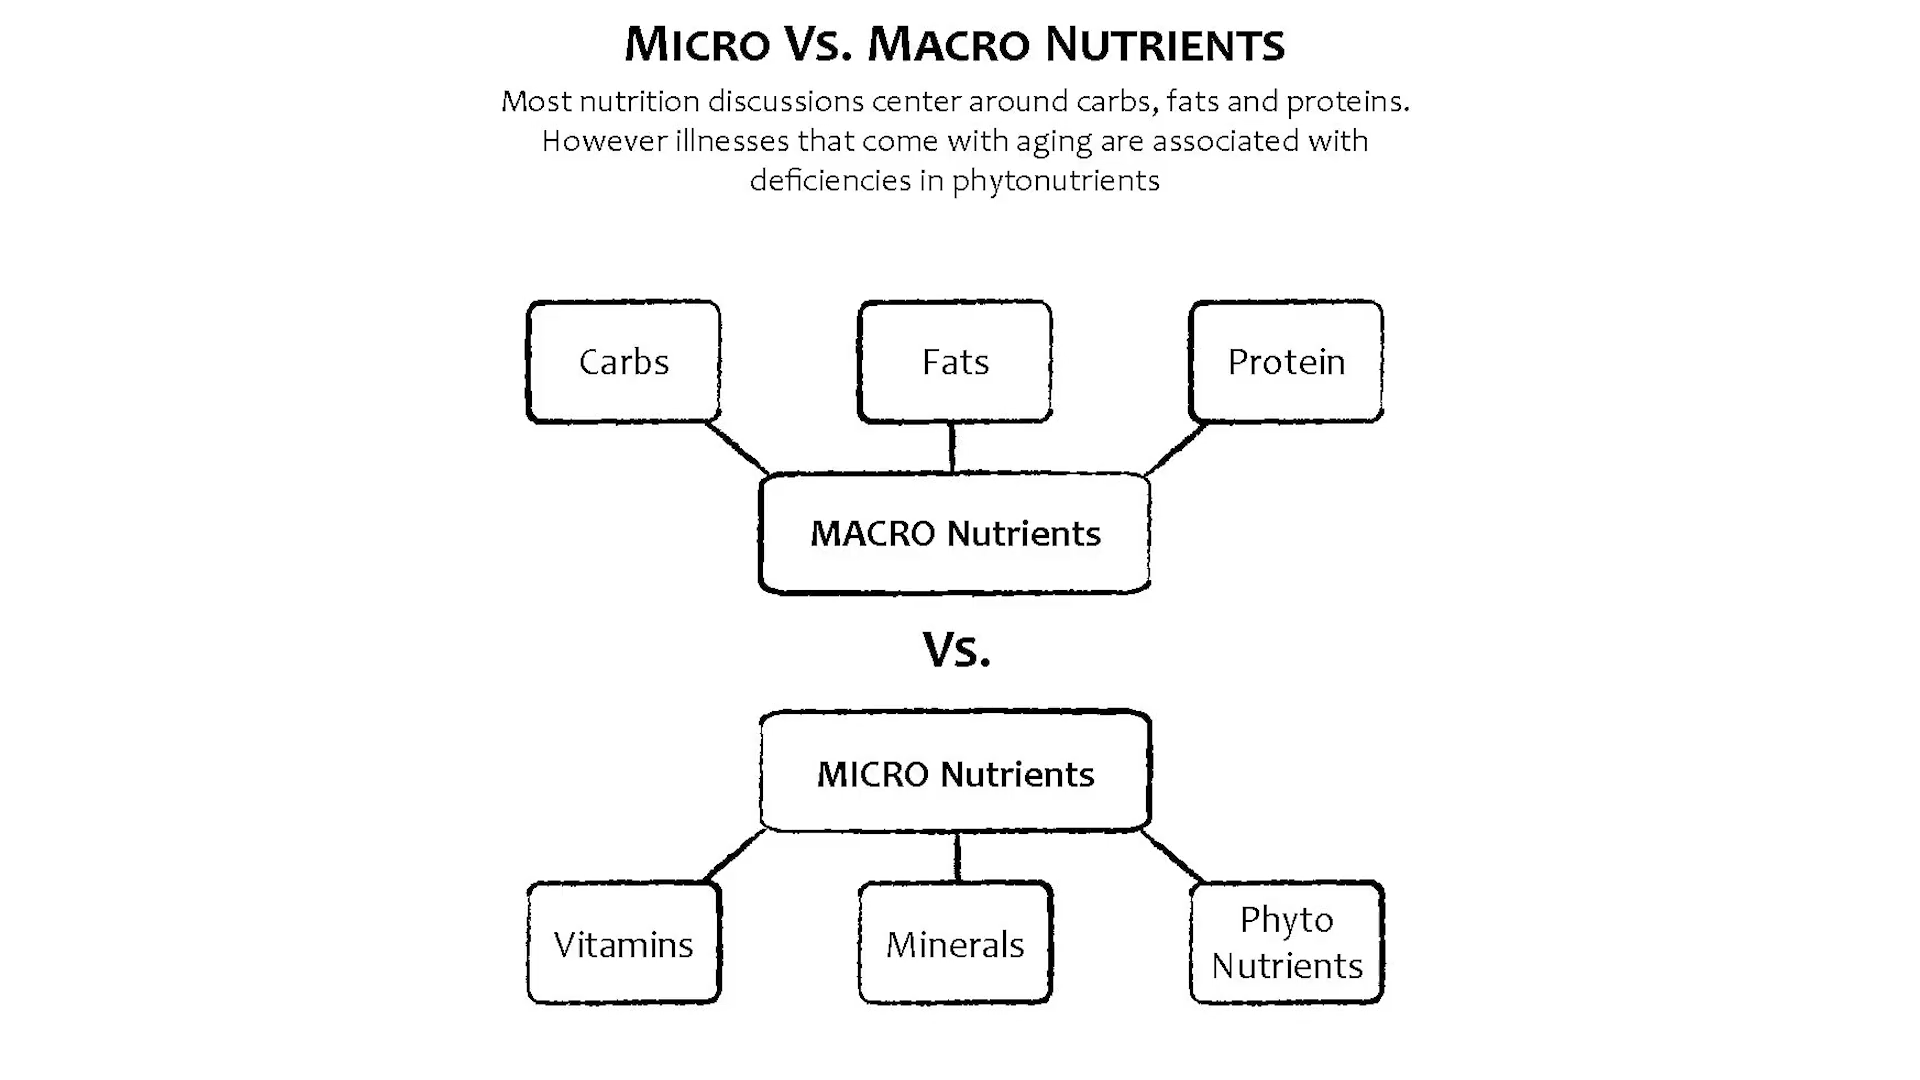 MICRO VS. MACRO NUTRIENTS
Most nutrition discussions center around carbs, fats and proteins.
However illnesses that come with aging are associated with
deficiencies in phytonutrients
Carbs
Fats
Protein
MACRO Nutrients
Vs.
MICRO Nutrients
Vitamins
Minerals
Phyto
Nutrients